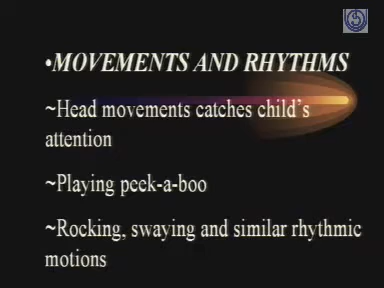 •MOVEMENTS AND RHYTHMS
~Head movements catches child's
attention
~Playing peek-a-boo
~Rocking, swaying and similar rhythmic
motions